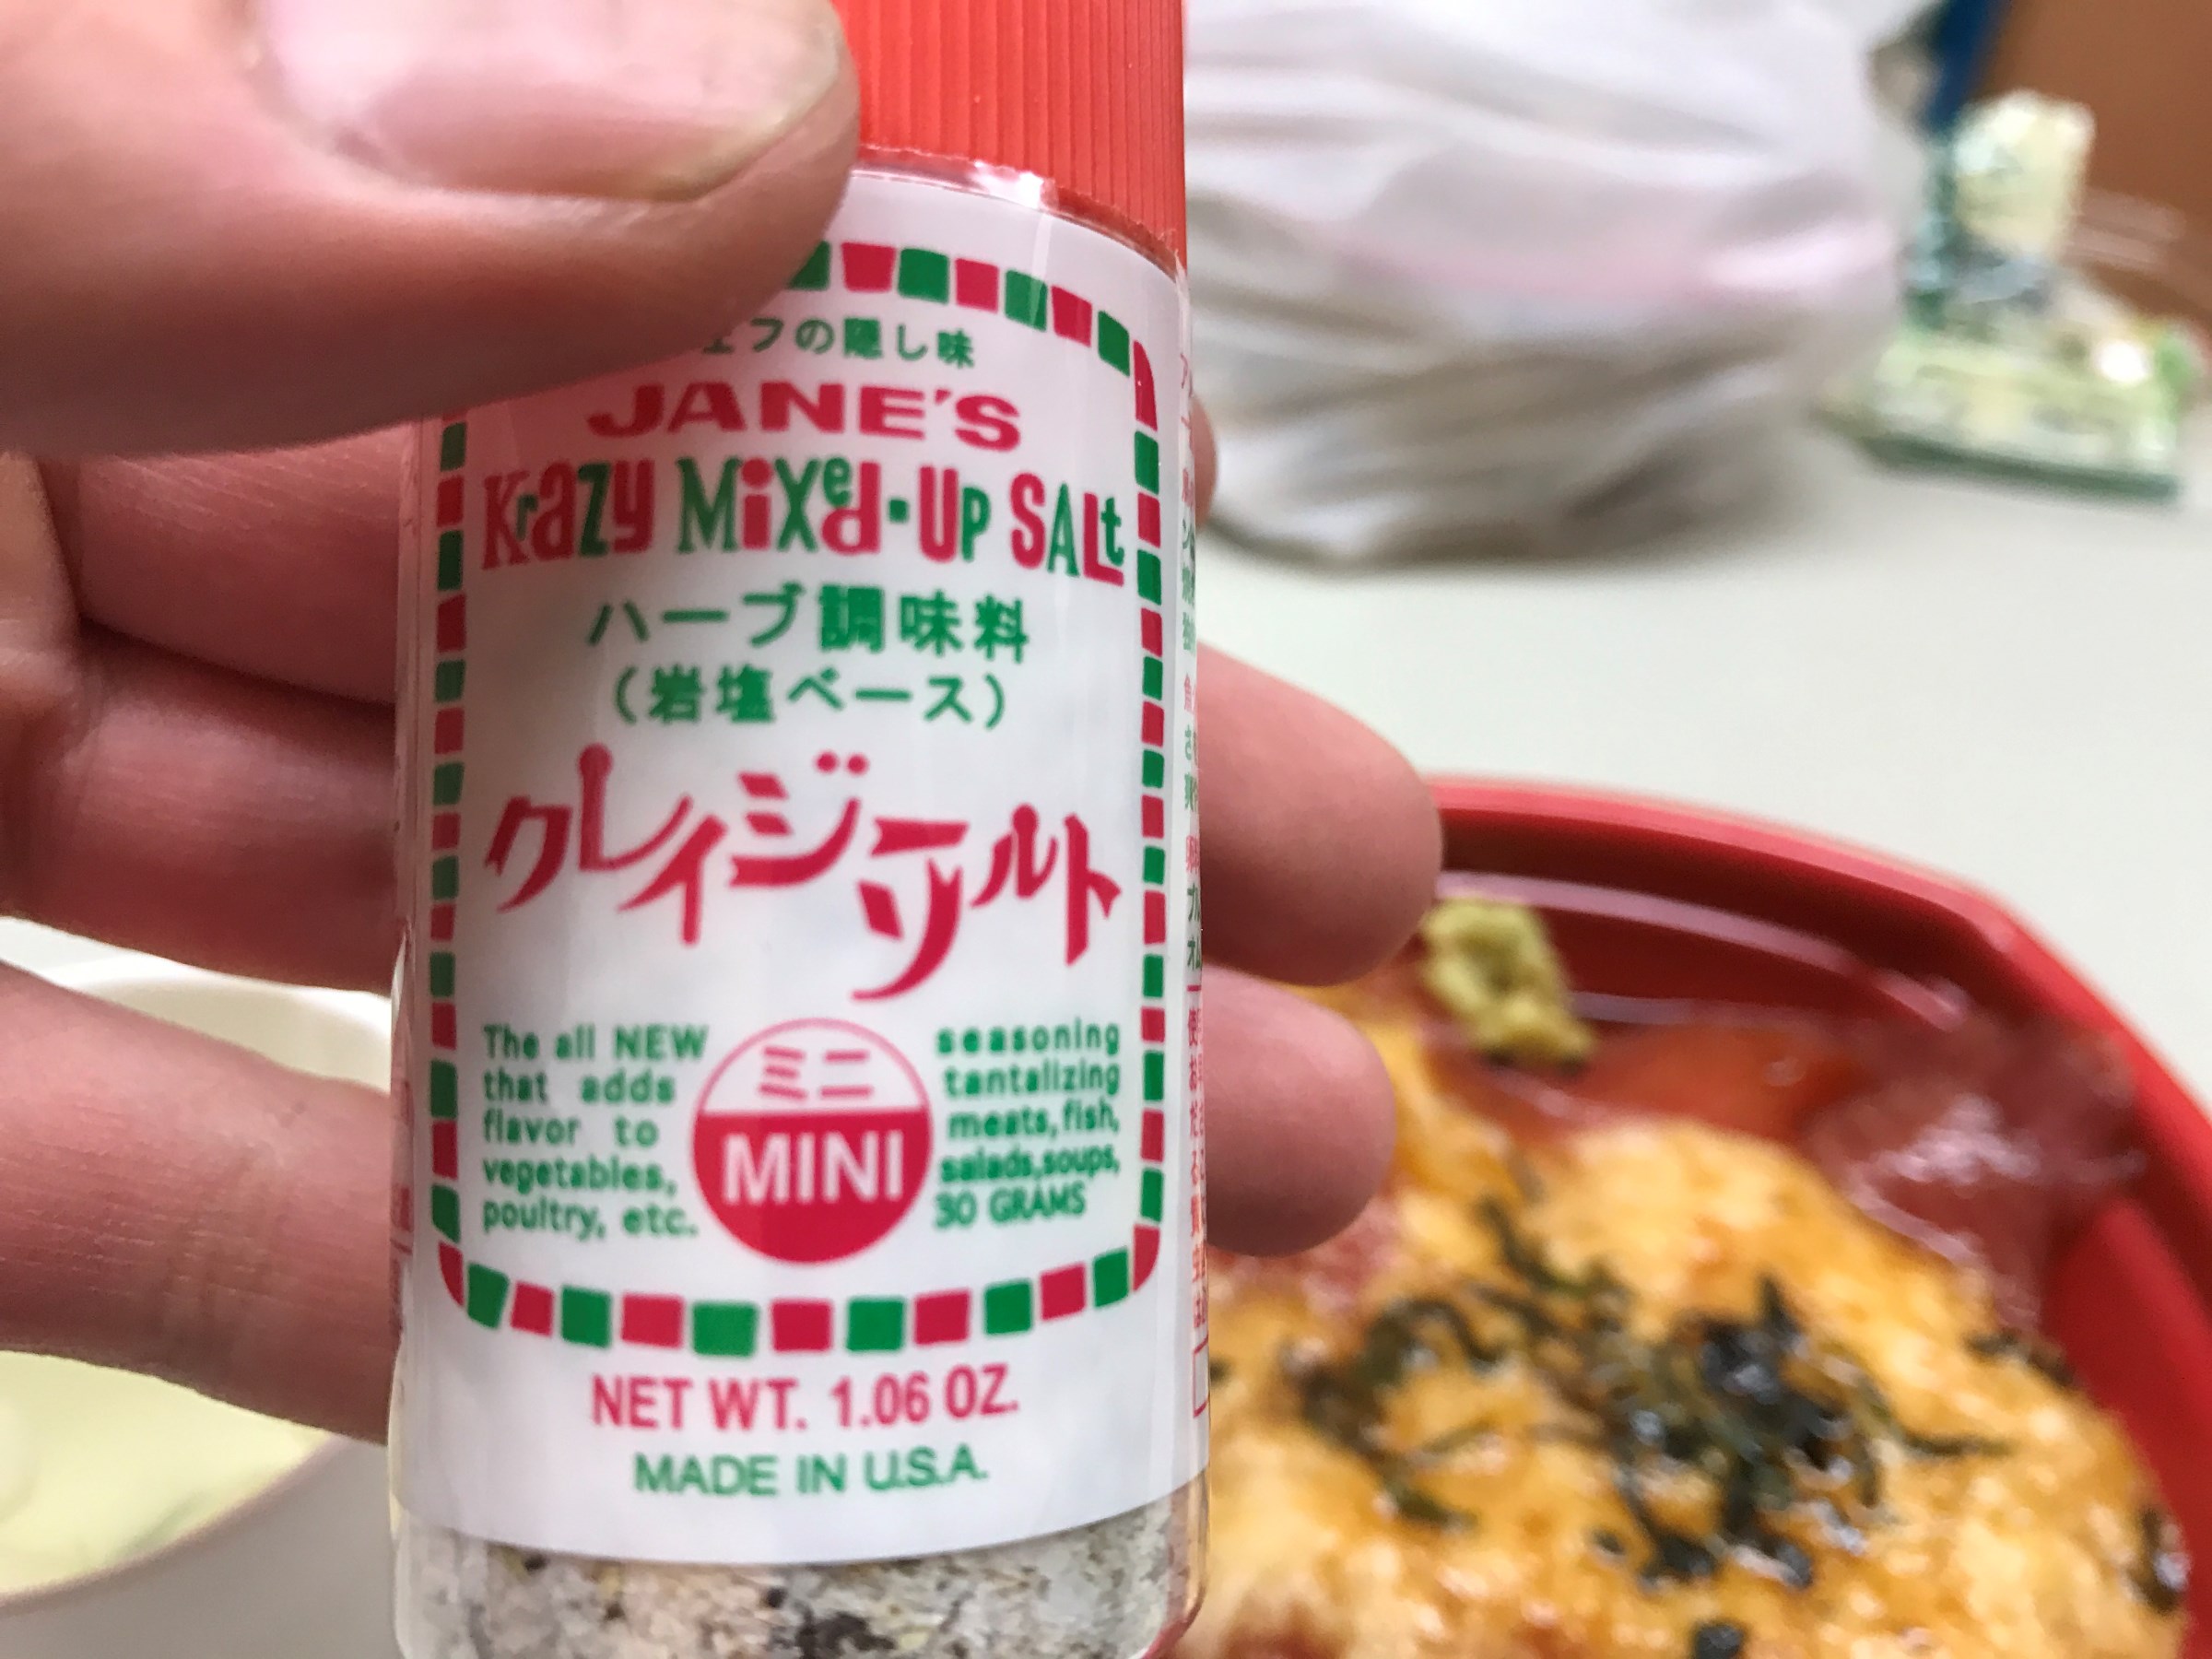 ェフの隠し味
JANE'S
Krazy Mixed-Up SALt
ハーブ調味料
(岩塩ベース)
クレイジーソルト
The all NEW seasoning
that adds tantalizing
flavor to meats, fish,
vegetables, salads, soups,
poultry, etc. 30 GRAMS
ミニ
MINI
NET WT. 1.06 OZ.
MADE IN U.S.A.